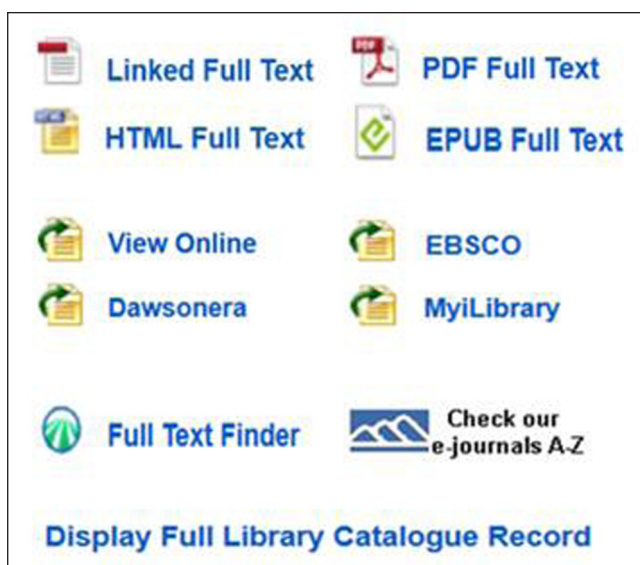 Linked Full Text
PDF
PDF Full Text
HTML Full Text
EPUB Full Text
View Online
EBSCO
Dawsonera
MyiLibrary
Full Text Finder
Check our
e-journals A-Z
Display Full Library Catalogue Record